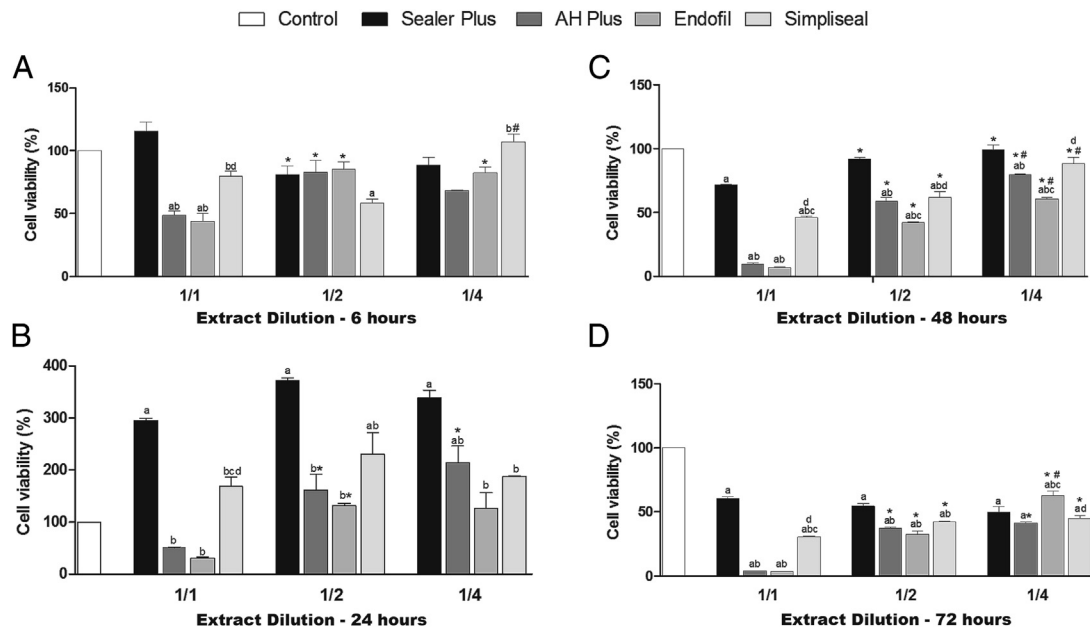 Control Sealer Plus AH Plus Endofil Simpliseal
A
Cell viability (%)
150
100
50
0
ab ab bd
* * * a
* b#
1/1 1/2 1/4
Extract Dilution - 6 hours
B
Cell viability (%)
400
300
200
100
0
a b b bcd
a b* b* ab
a * ab b b
1/1 1/2 1/4
Extract Dilution - 24 hours
C
Cell viability (%)
150
100
50
0
a ab ab d abc
* * ab * abc * abd
* * # ab * # abc d * #
1/1 1/2 1/4
Extract Dilution - 48 hours
D
Cell viability (%)
150
100
50
0
a ab ab d abc
a * ab * ab * ab
a a* * # abc * ad
1/1 1/2 1/4
Extract Dilution - 72 hours